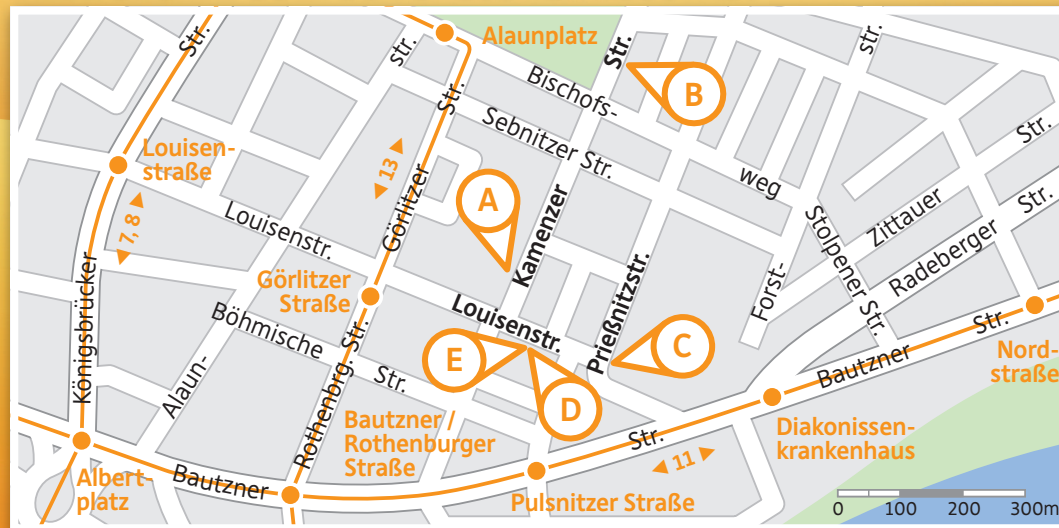 Str.
str.
Alaunplatz
Str.
str.
B
Bischofs-
weg
Str.
Sebnitzer Str.
Louisen-
straße
13
Görlitzer
Str.
7, 8
Louisenstr.
A
Kamenzer
Zittauer
Str.
Radeberger
Str.
Stolpener Str.
Forst-
Görlitzer
Straße
Louisenstr.
Prießnitzstr.
Königsbrücker
Böhmische
Str.
Alaun-
Rothenbrg. Str.
E
D
C
Bautzner
Str.
Nord-
straße
Bautzner /
Rothenburger
Straße
Str.
11
Diakonissen-
krankenhaus
Albert-
platz
Bautzner
Pulsnitzer Straße
0 100 200 300m